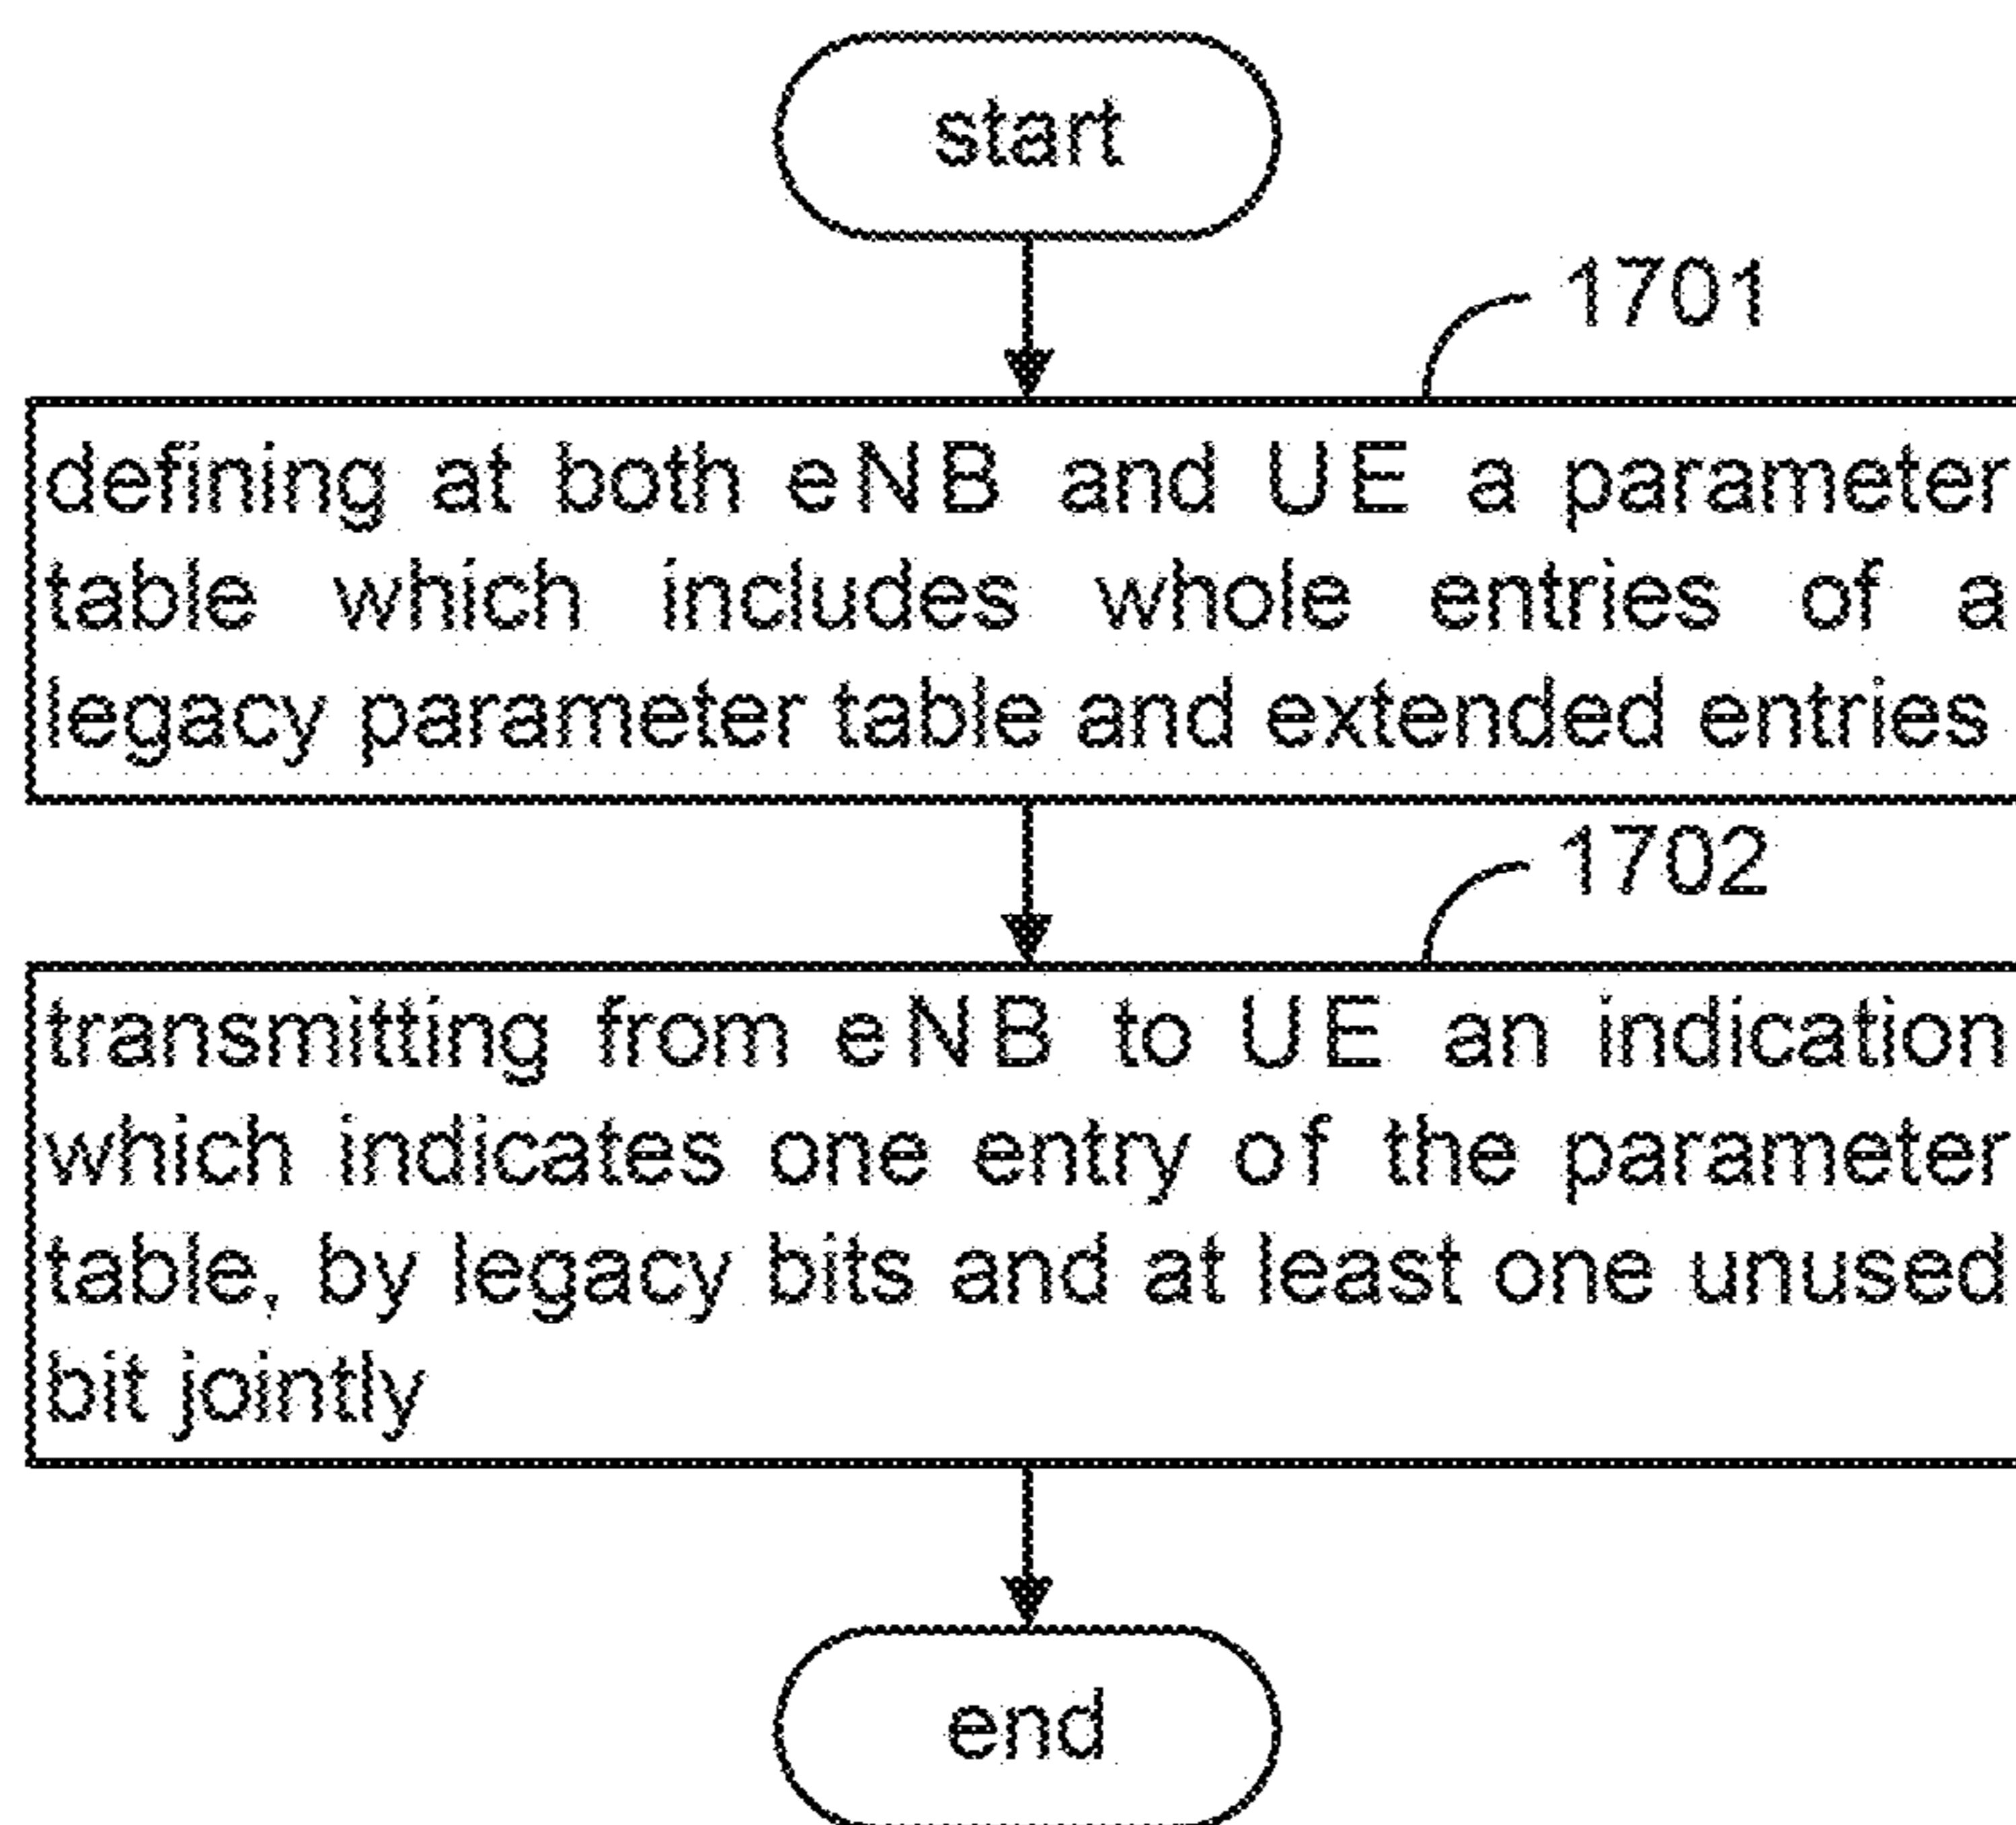 start
1701
defining at both eNB and UE a parameter
table which includes whole entries of a
legacy parameter table and extended entries
1702
transmitting from eNB to UE an indication
which indicates one entry of the parameter
table, by legacy bits and at least one unused
bit jointly
end